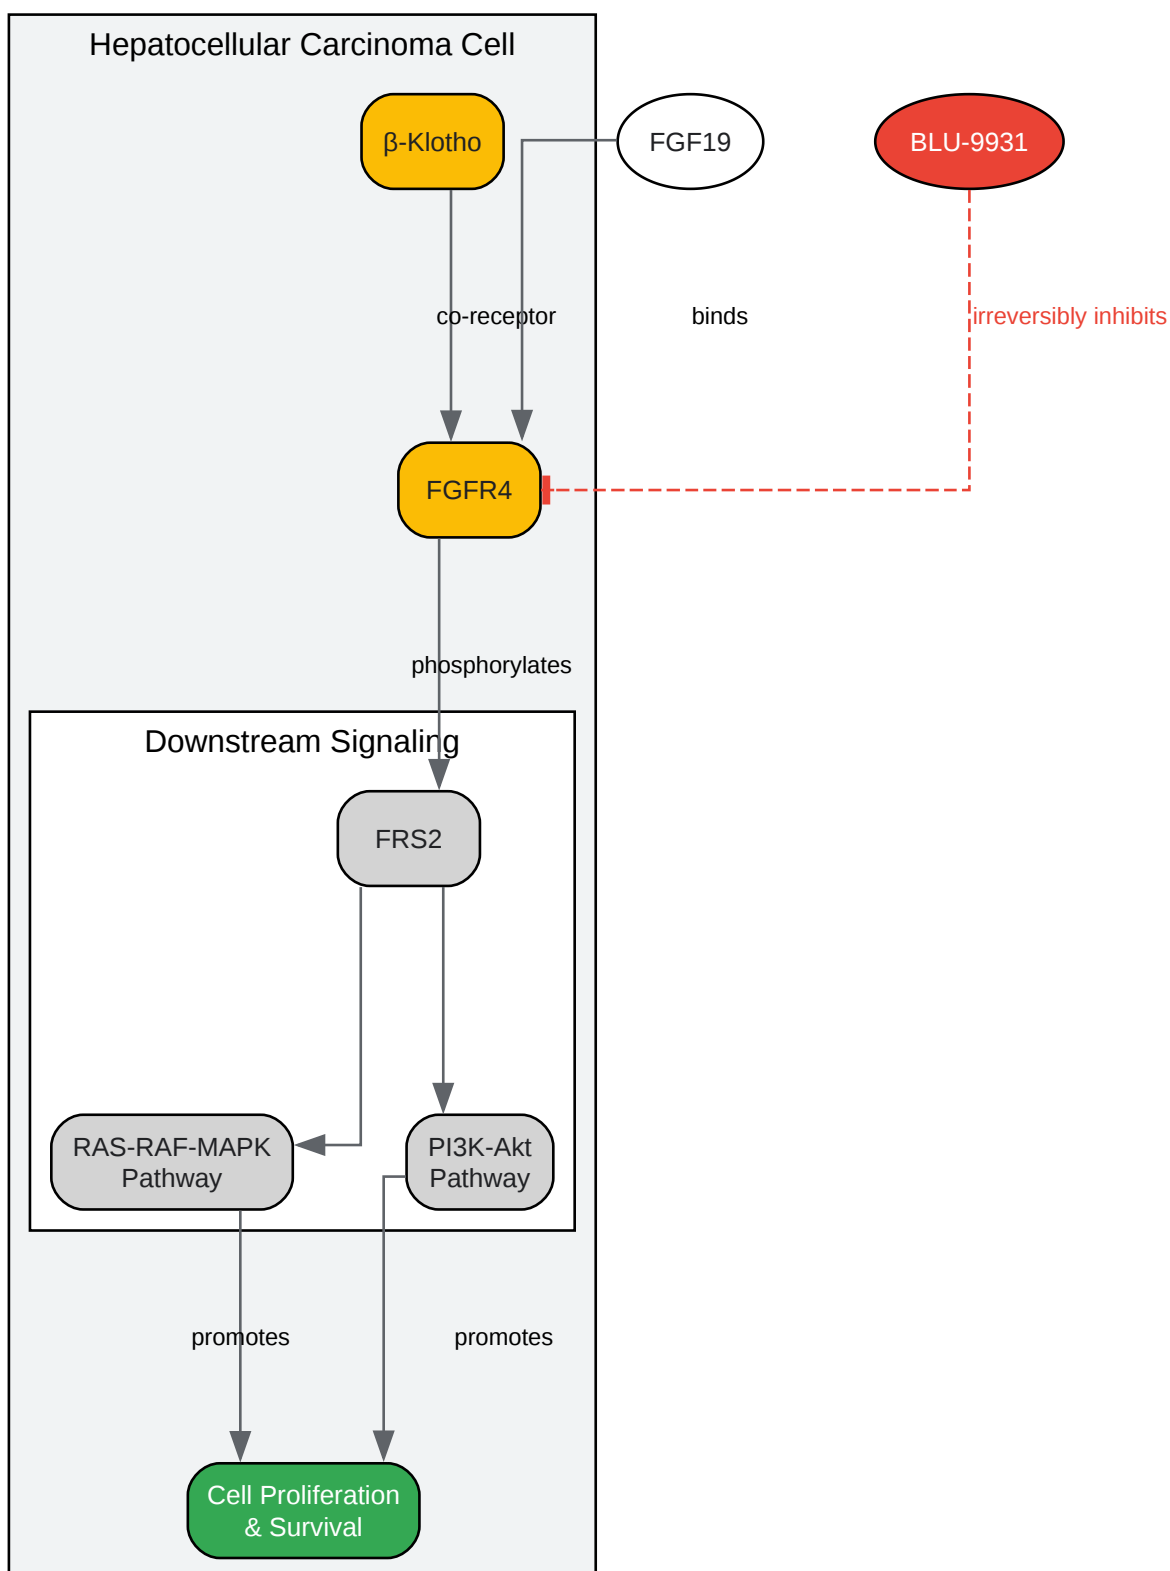 Hepatocellular Carcinoma Cell
β-Klotho
FGF19
BLU-9931
co-receptor
binds
irreversibly inhibits
FGFR4
phosphorylates
Downstream Signaling
FRS2
RAS-RAF-MAPK
Pathway
PI3K-Akt
Pathway
promotes
promotes
Cell Proliferation
& Survival